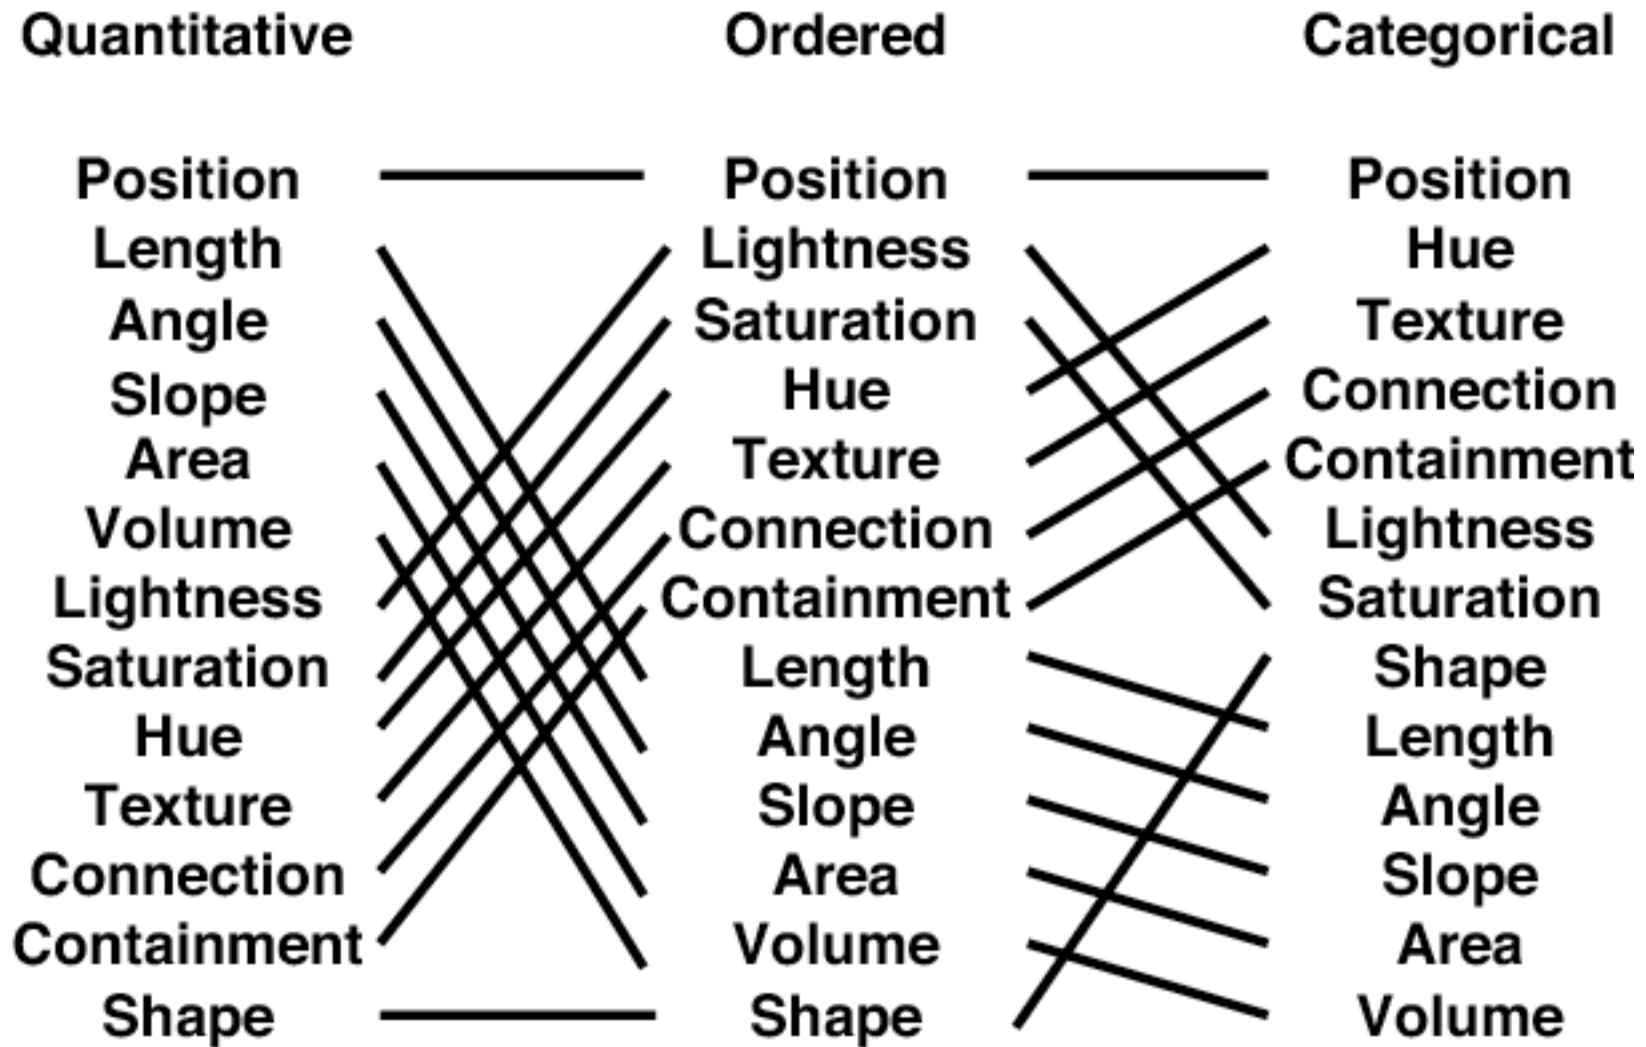 Quantitative Ordered Categorical
Position Position Position
Length Lightness Hue
Angle Saturation Texture
Slope Hue Connection
Area Texture Containment
Volume Connection Lightness
Lightness Containment Saturation
Saturation Length Shape
Hue Angle Length
Texture Slope Angle
Connection Area Slope
Containment Volume Area
Shape Shape Volume